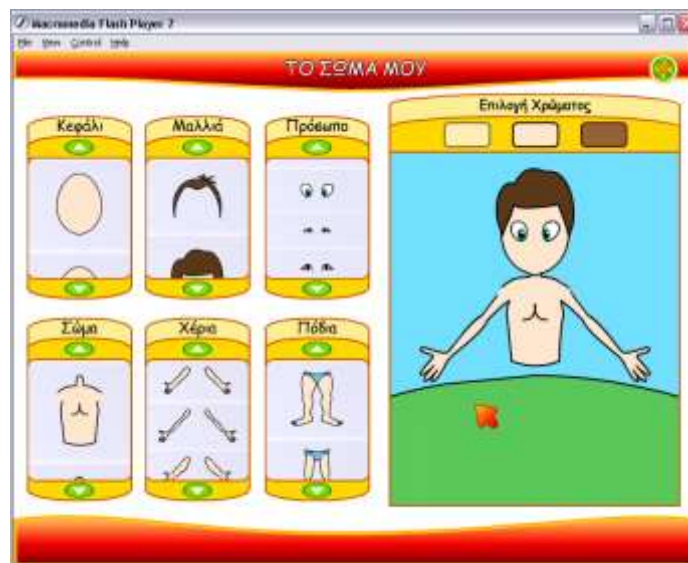 Macromedia Flash Player 7
File View Control Help
ΤΟ ΣΩΜΑ ΜΟΥ
Επιλογή Χρώματος
Κεφάλι Μαλλιά Πρόσωπο
Σώμα Χέρια Πόδια